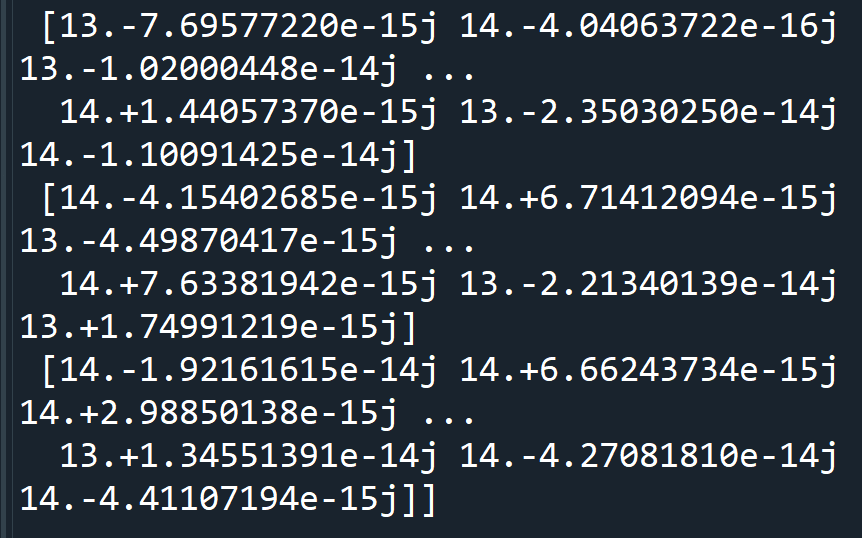 [13.-7.69577220e-15j 14.-4.04063722e-16j
13.-1.02000448e-14j ...
14.+1.44057370e-15j 13.-2.35030250e-14j
14.-1.10091425e-14j]
[14.-4.15402685e-15j 14.+6.71412094e-15j
13.-4.49870417e-15j ...
14.+7.63381942e-15j 13.-2.21340139e-14j
13.+1.74991219e-15j]
[14.-1.92161615e-14j 14.+6.66243734e-15j
14.+2.98850138e-15j ...
13.+1.34551391e-14j 14.-4.27081810e-14j
14.-4.41107194e-15j]]